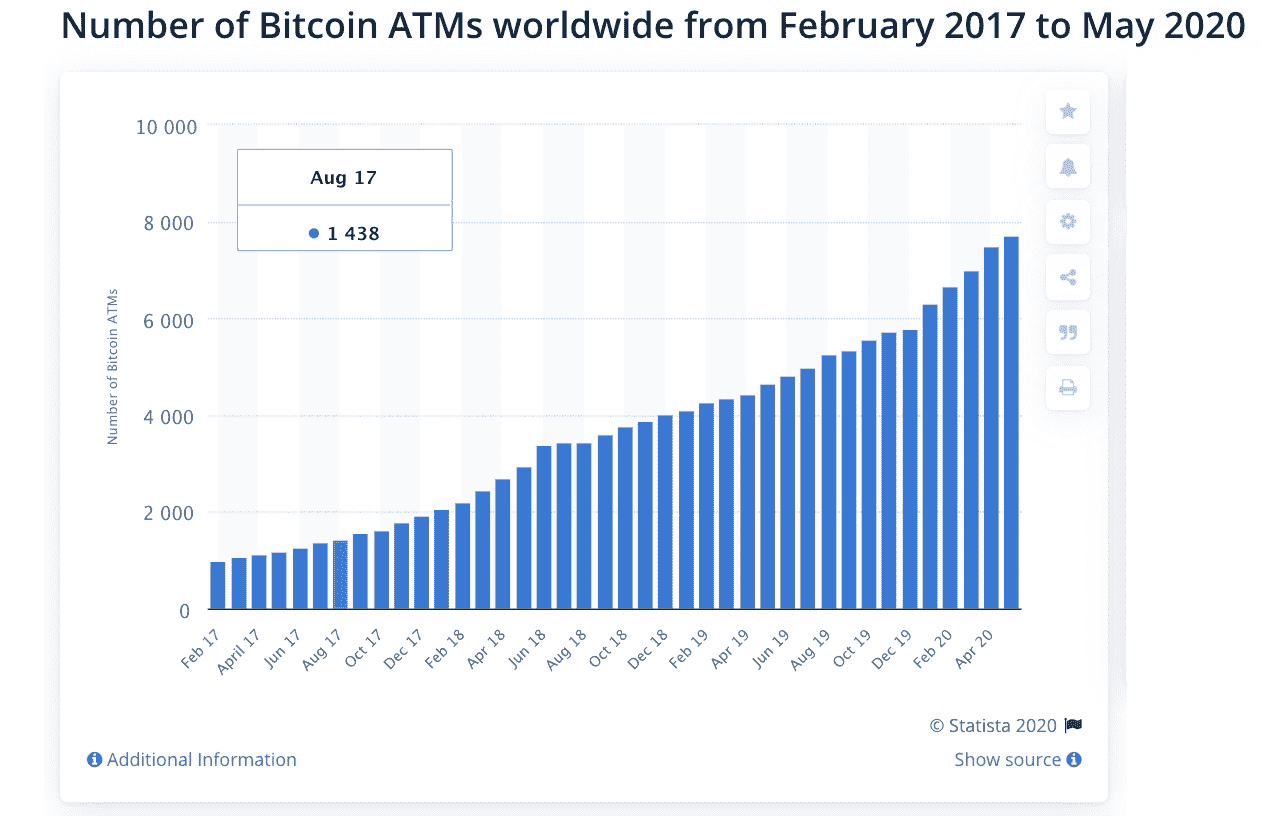 Number of Bitcoin ATMs worldwide from February 2017 to May 2020
10 000
8 000
6 000
4 000
2 000
0
Number of Bitcoin ATMs
Aug 17
1 438
Feb 17
April 17
Jun 17
Aug 17
Oct 17
Dec 17
Feb 18
Apr 18
Jun 18
Aug 18
Oct 18
Dec 18
Feb 19
Apr 19
Jun 19
Aug 19
Oct 19
Dec 19
Feb 20
Apr 20
© Statista 2020
Additional Information
Show source